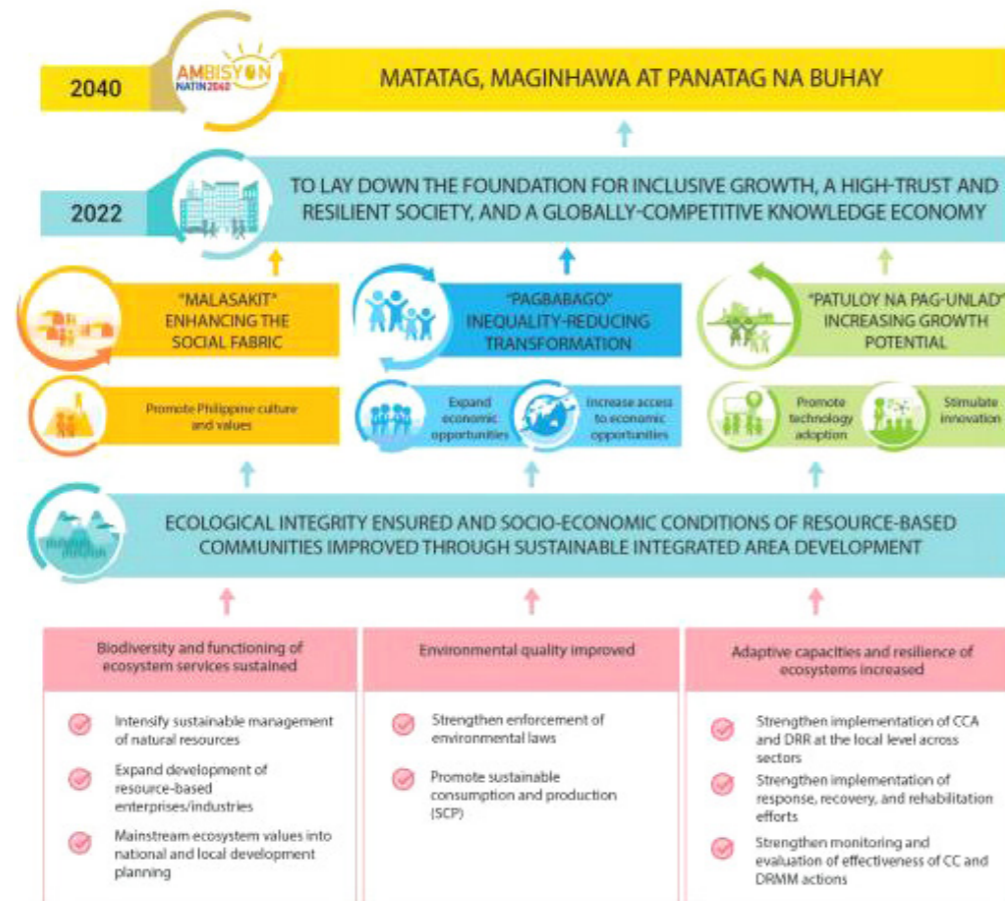 2040
AMBISYON
NATIN2040
MATATAG, MAGINHAWA AT PANATAG NA BUHAY
2022
TO LAY DOWN THE FOUNDATION FOR INCLUSIVE GROWTH, A HIGH-TRUST AND
RESILIENT SOCIETY, AND A GLOBALLY-COMPETITIVE KNOWLEDGE ECONOMY
"MALASAKIT"
ENHANCING THE
SOCIAL FABRIC
"PAGBABAGO"
INEQUALITY-REDUCING
TRANSFORMATION
"PATULOY NA PAG-UNLAD"
INCREASING GROWTH
POTENTIAL
Promote Philippine culture
and values
Expand
economic
opportunities
Increase access
to economic
opportunities
Promote
technology
adoption
Stimulate
innovation
ECOLOGICAL INTEGRITY ENSURED AND SOCIO-ECONOMIC CONDITIONS OF RESOURCE-BASED
COMMUNITIES IMPROVED THROUGH SUSTAINABLE INTEGRATED AREA DEVELOPMENT
Biodiversity and functioning of
ecosystem services sustained
Intensify sustainable management
of natural resources
Expand development of
resource-based
enterprises/industries
Mainstream ecosystem values into
national and local development
planning
Environmental quality improved
Strengthen enforcement of
environmental laws
Promote sustainable
consumption and production
(SCP)
Adaptive capacities and resilience of
ecosystems increased
Strengthen implementation of CCA
and DRR at the local level across
sectors
Strengthen implementation of
response, recovery, and rehabilitation
efforts
Strengthen monitoring and
evaluation of effectiveness of CC and
DRMM actions